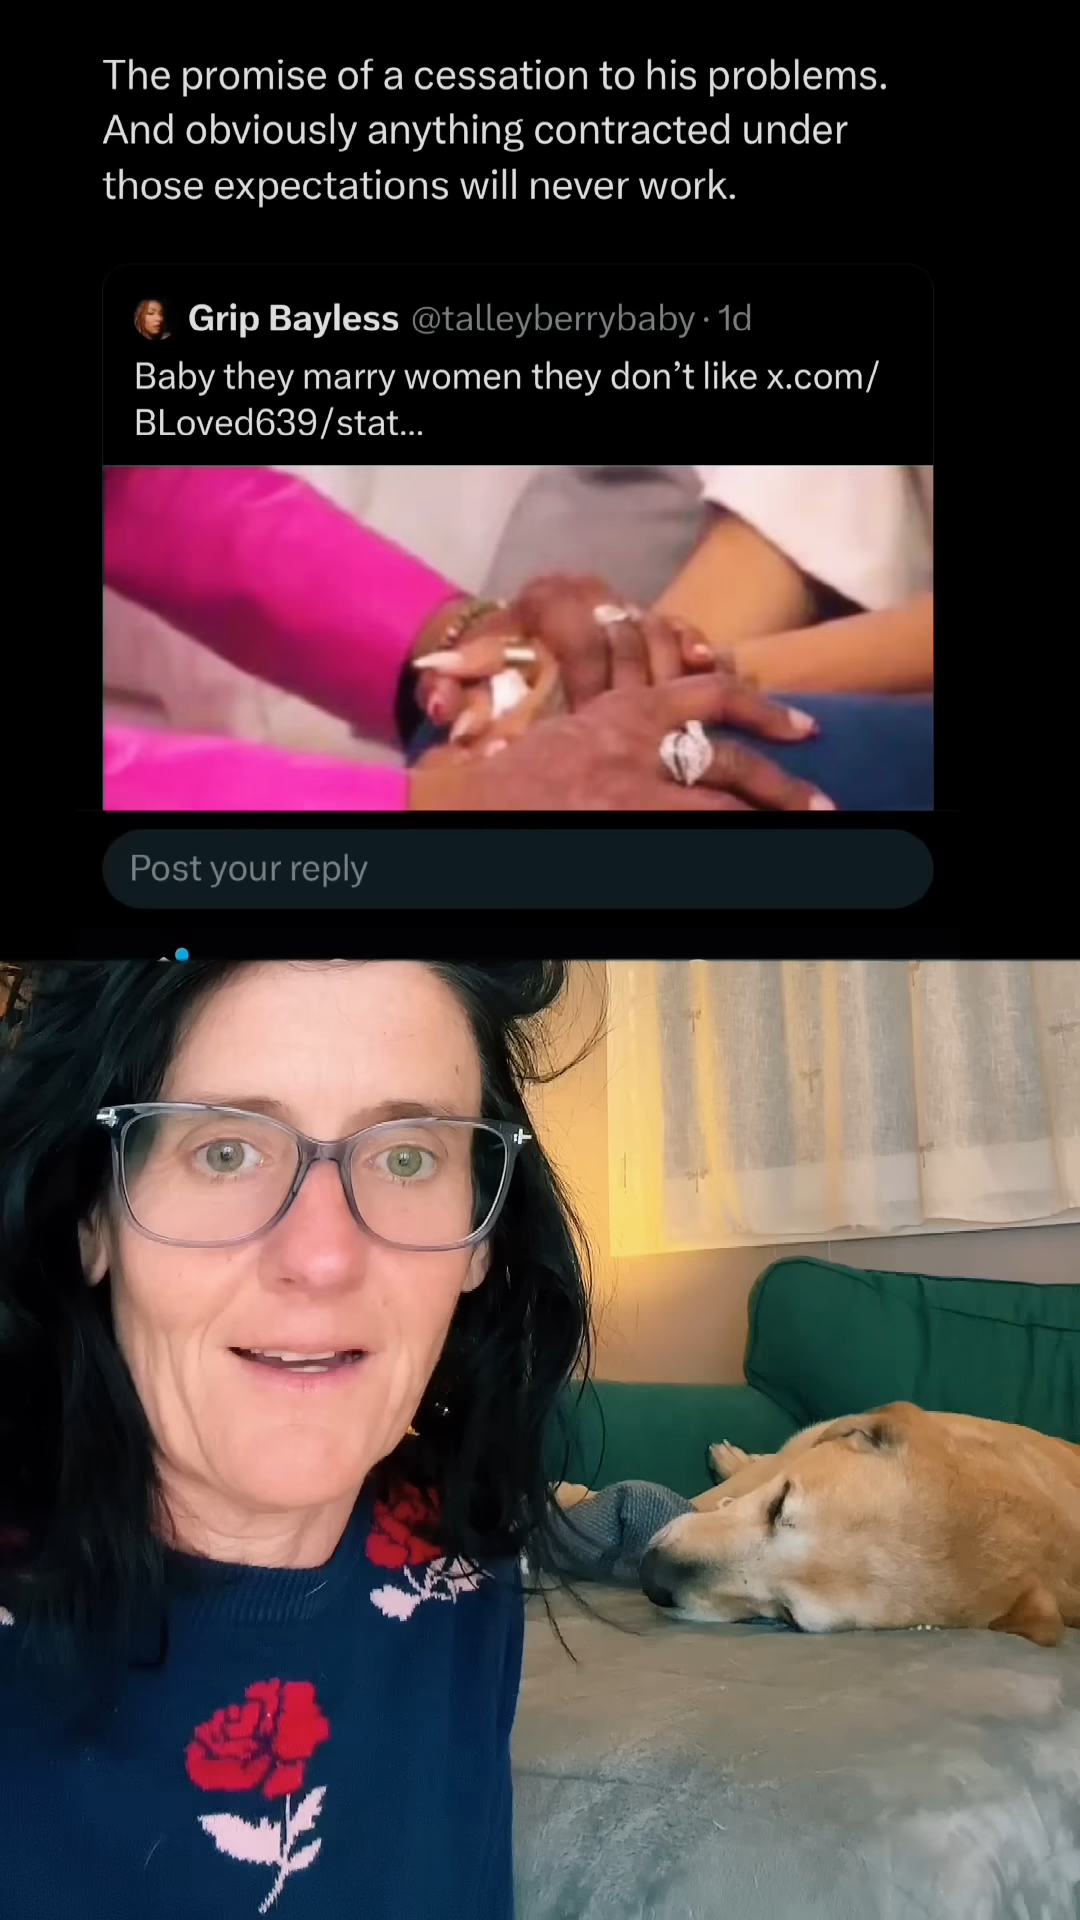 The promise of a cessation to his problems.
And obviously anything contracted under
those expectations will never work.
Grip Bayless @talleyberrybaby · 1d
Baby they marry women they don’t like x.com/
BLoved639/stat...
Post your reply